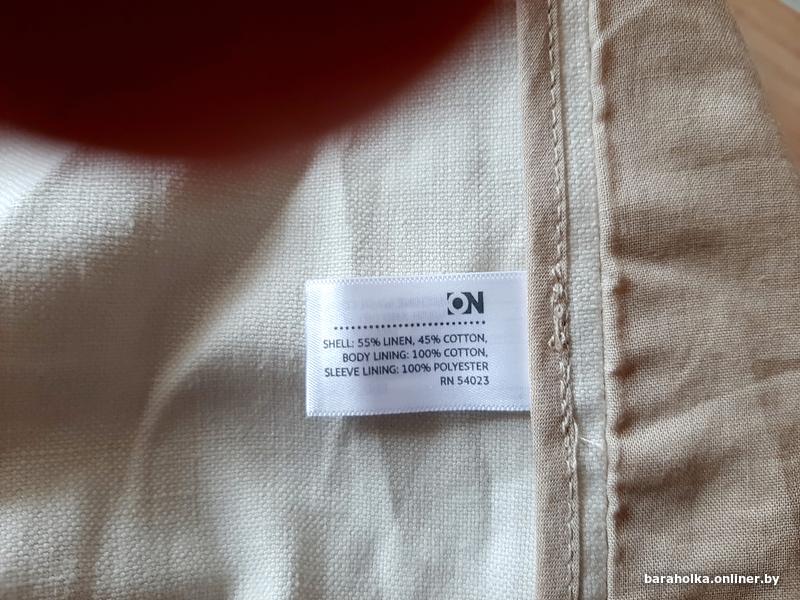 ON
SHELL: 55% LINEN, 45% COTTON,
BODY LINING: 100% COTTON,
SLEEVE LINING: 100% POLYESTER
RN 54023
baraholka.onliner.by